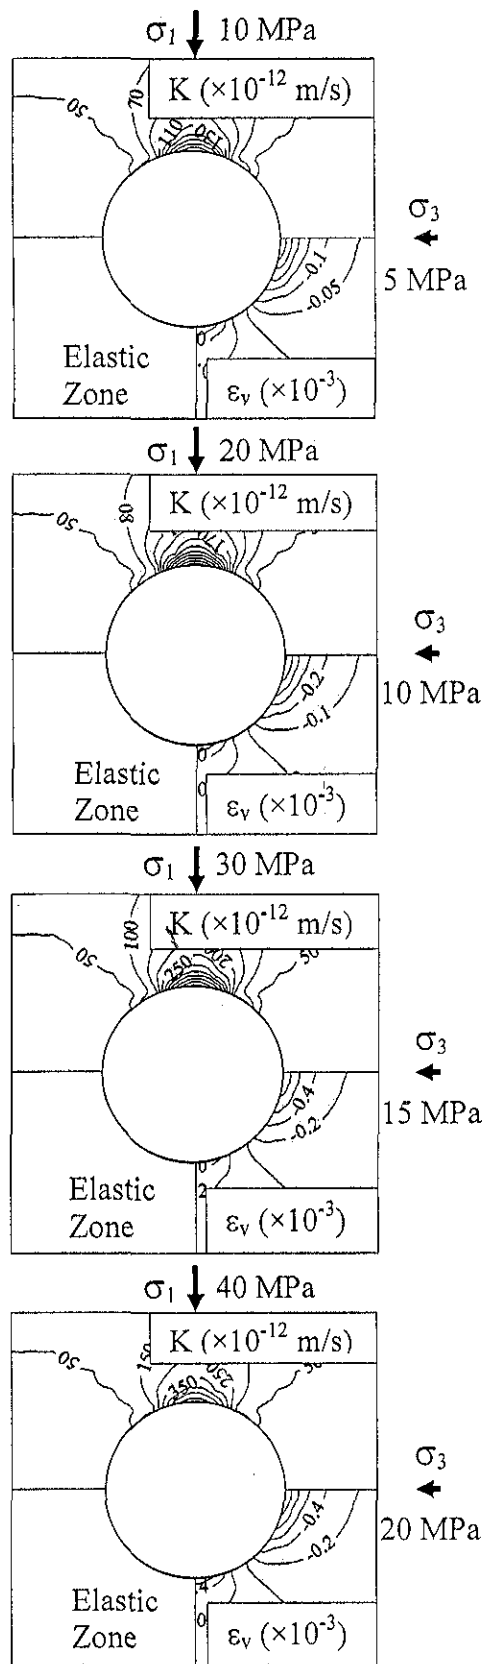 σ₁ 10 MPa
K (×10⁻¹² m/s)
50
70
110
150
σ₃
5 MPa
-0.1
-0.05
0
Elastic
Zone
εᵥ (×10⁻³)
σ₁ 20 MPa
K (×10⁻¹² m/s)
50
80
σ₃
10 MPa
-0.2
-0.1
0
0
Elastic
Zone
εᵥ (×10⁻³)
σ₁ 30 MPa
K (×10⁻¹² m/s)
50
100
250
200
σ₃
15 MPa
-0.4
-0.2
0
2
Elastic
Zone
εᵥ (×10⁻³)
σ₁ 40 MPa
K (×10⁻¹² m/s)
50
150
350
250
σ₃
20 MPa
-0.4
-0.2
0
Elastic
Zone
εᵥ (×10⁻³)